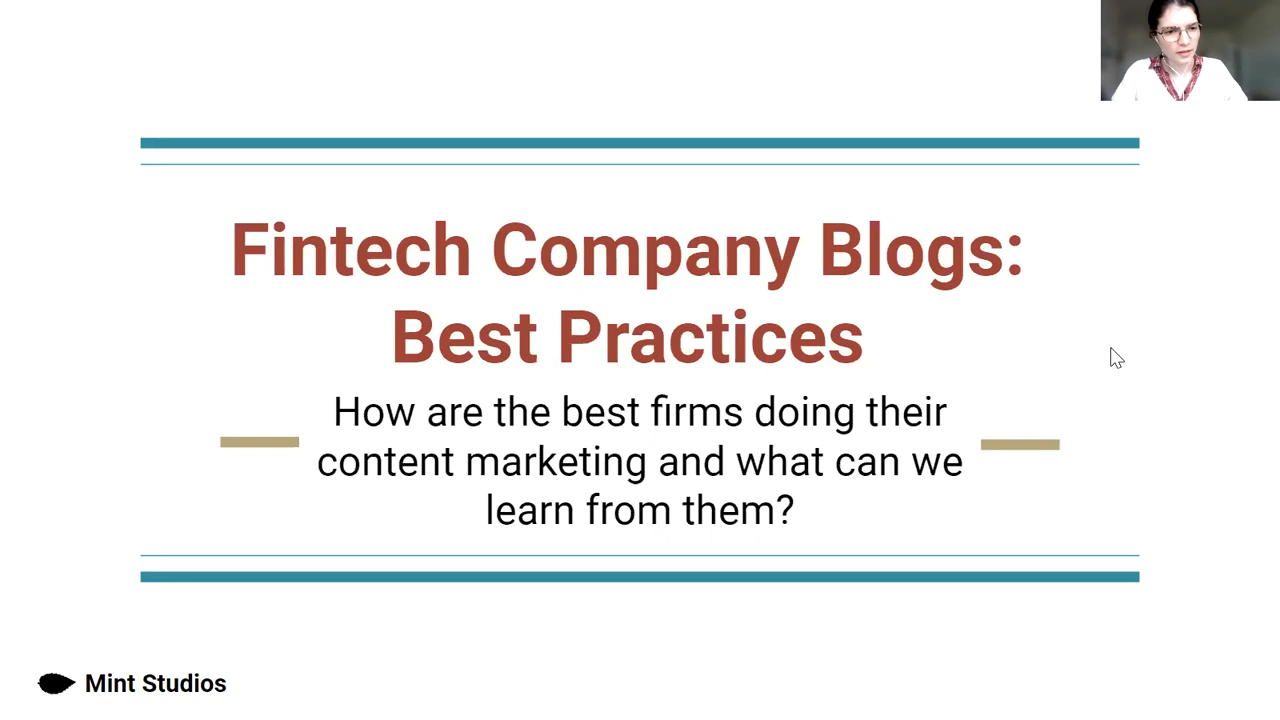 Fintech Company Blogs:
Best Practices
How are the best firms doing their
content marketing and what can we
learn from them?
Mint Studios